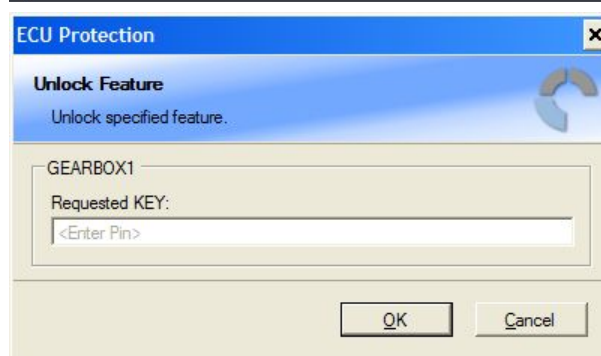 ECU Protection
Unlock Feature
Unlock specified feature.
GEARBOX1
Requested KEY:
<Enter Pin>
OK
Cancel